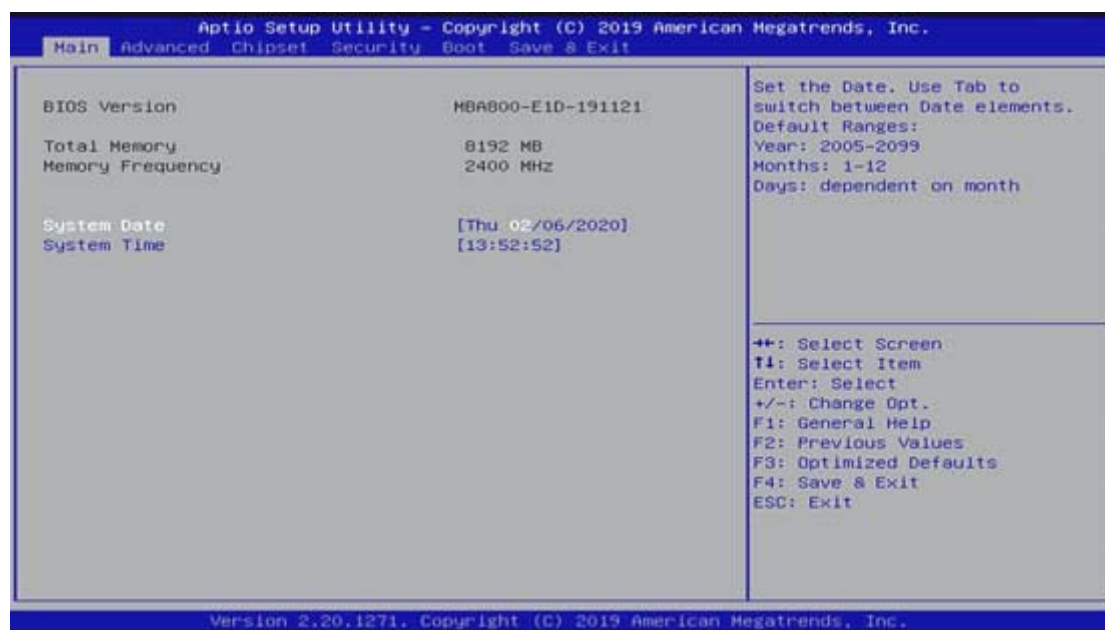 Aptio Setup Utility – Copyright (C) 2019 American Megatrends, Inc.
Main Advanced Chipset Security Boot Save & Exit
BIOS Version MBA800-E1D-191121
Total Memory 8192 MB
Memory Frequency 2400 MHz
System Date [Thu 02/06/2020]
System Time [13:52:52]
Set the Date. Use Tab to
switch between Date elements.
Default Ranges:
Year: 2005-2099
Months: 1-12
Days: dependent on month
→←: Select Screen
↑↓: Select Item
Enter: Select
+/-: Change Opt.
F1: General Help
F2: Previous Values
F3: Optimized Defaults
F4: Save & Exit
ESC: Exit
Version 2.20.1271. Copyright (C) 2019 American Megatrends, Inc.